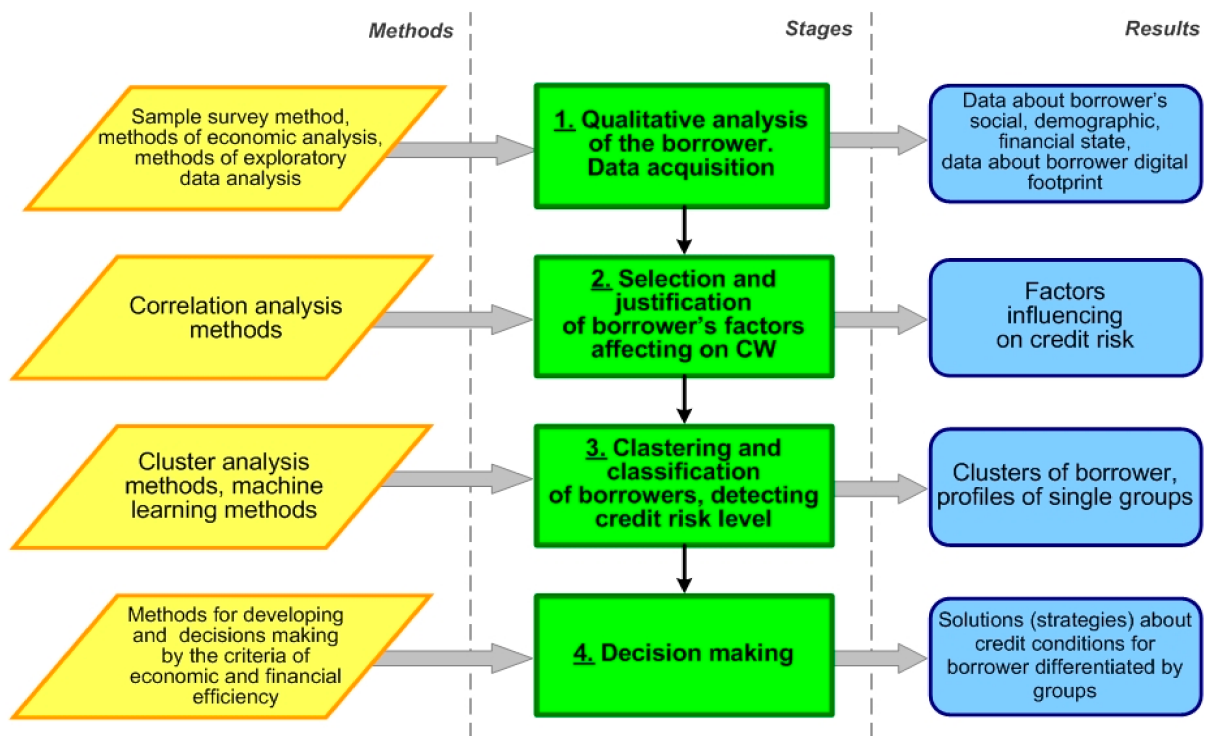 Methods
Stages
Results
Sample survey method,
methods of economic analysis,
methods of exploratory
data analysis
1. Qualitative analysis
of the borrower.
Data acquisition
Data about borrower's
social, demographic,
financial state,
data about borrower digital
footprint
Correlation analysis
methods
2. Selection and
justification
of borrower's factors
affecting on CW
Factors
influencing
on credit risk
Cluster analysis
methods, machine
learning methods
3. Clastering and
classification
of borrowers, detecting
credit risk level
Clusters of borrower,
profiles of single groups
Methods for developing
and decisions making
by the criteria of
economic and financial
efficiency
4. Decision making
Solutions (strategies) about
credit conditions for
borrower differentiated by
groups